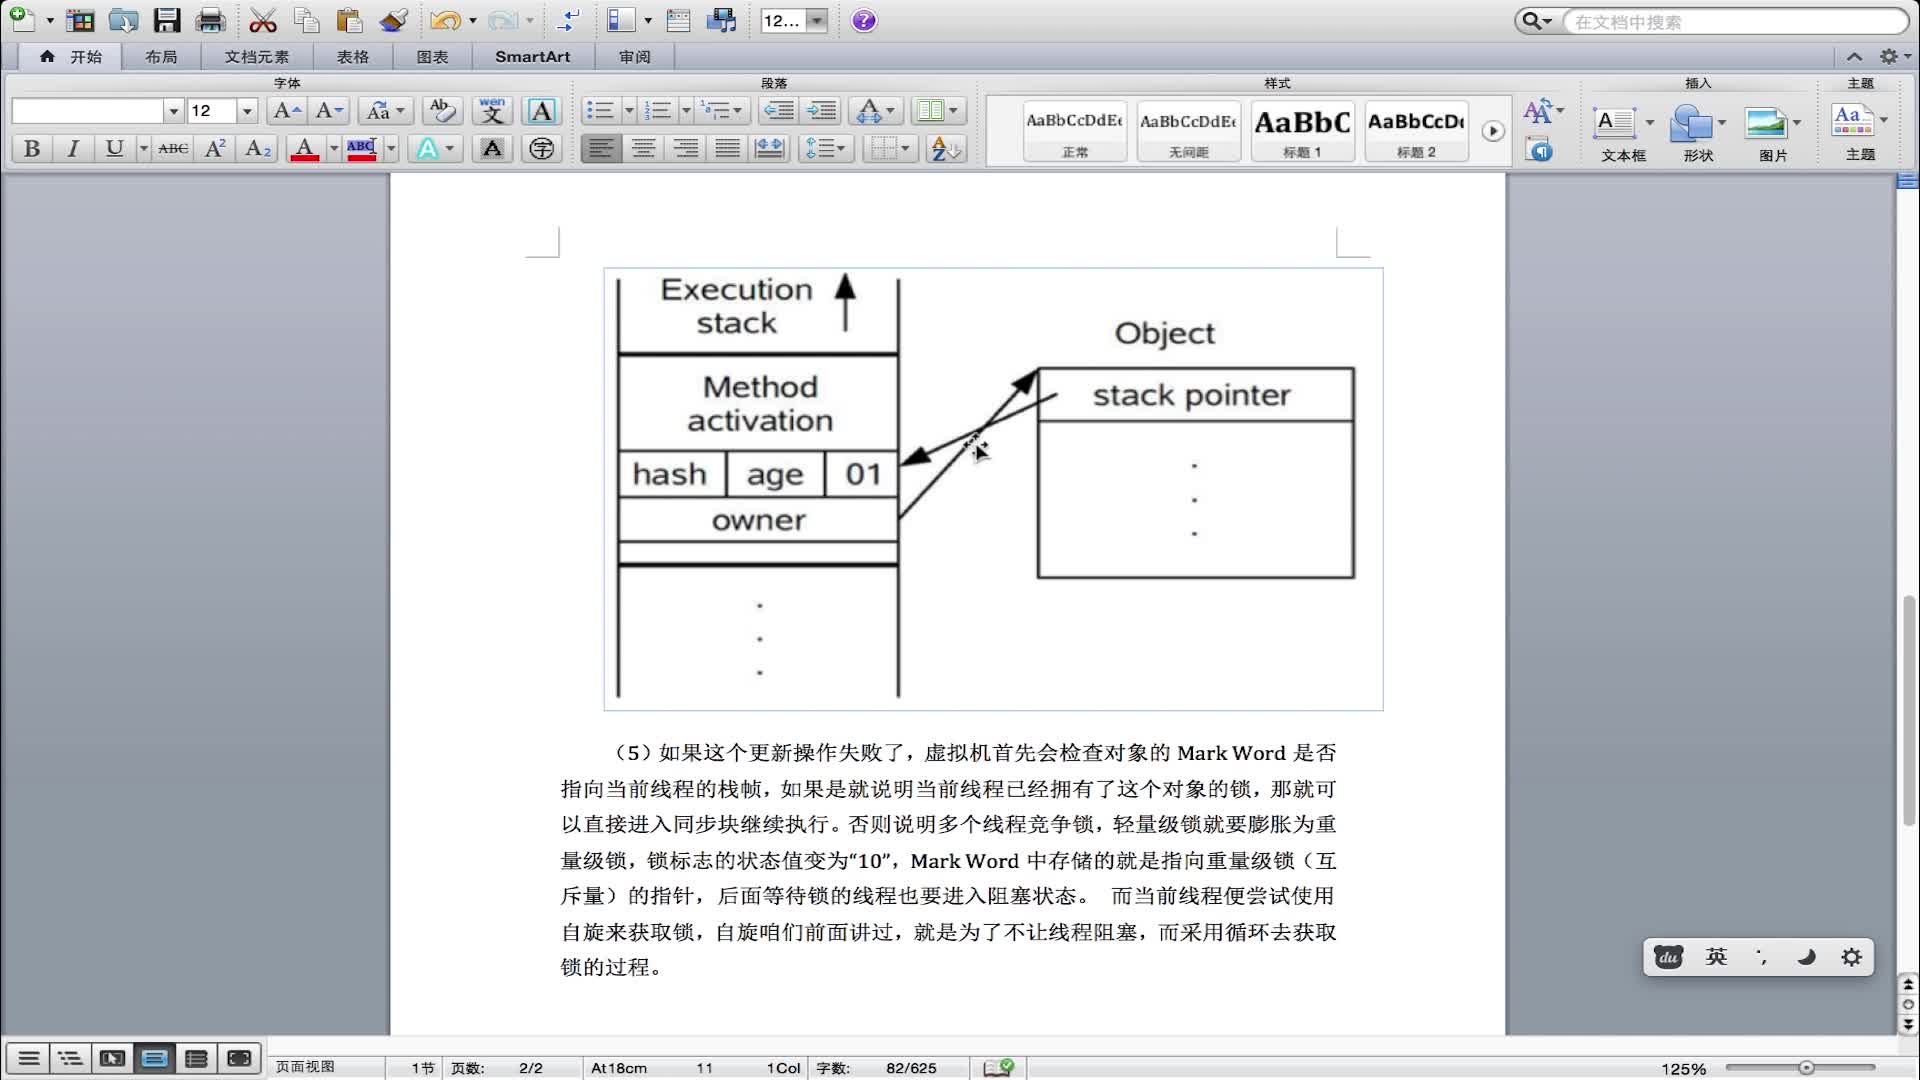 12...
在文档中搜索
开始
布局
文档元素
表格
图表
SmartArt
审阅
字体
段落
样式
插入
主题
12
AaBbCcDdEe
AaBbCcDdEe
AaBbC
AaBbCcDc
正常
无间距
标题 1
标题 2
文本框
形状
图片
主题
Execution
stack
Object
Method
activation
stack pointer
hash
age
01
owner
（5）如果这个更新操作失败了，虚拟机首先会检查对象的 Mark Word 是否
指向当前线程的栈帧，如果是就说明当前线程已经拥有了这个对象的锁，那就可
以直接进入同步块继续执行。否则说明多个线程竞争锁，轻量级锁就要膨胀为重
量级锁，锁标志的状态值变为“10”，Mark Word 中存储的就是指向重量级锁（互
斥量）的指针，后面等待锁的线程也要进入阻塞状态。 而当前线程便尝试使用
自旋来获取锁，自旋咱们前面讲过，就是为了不让线程阻塞，而采用循环去获取
锁的过程。
du 英
页面视图
1节
页数:
2/2
At18cm
11
1Col
字数:
82/625
125%